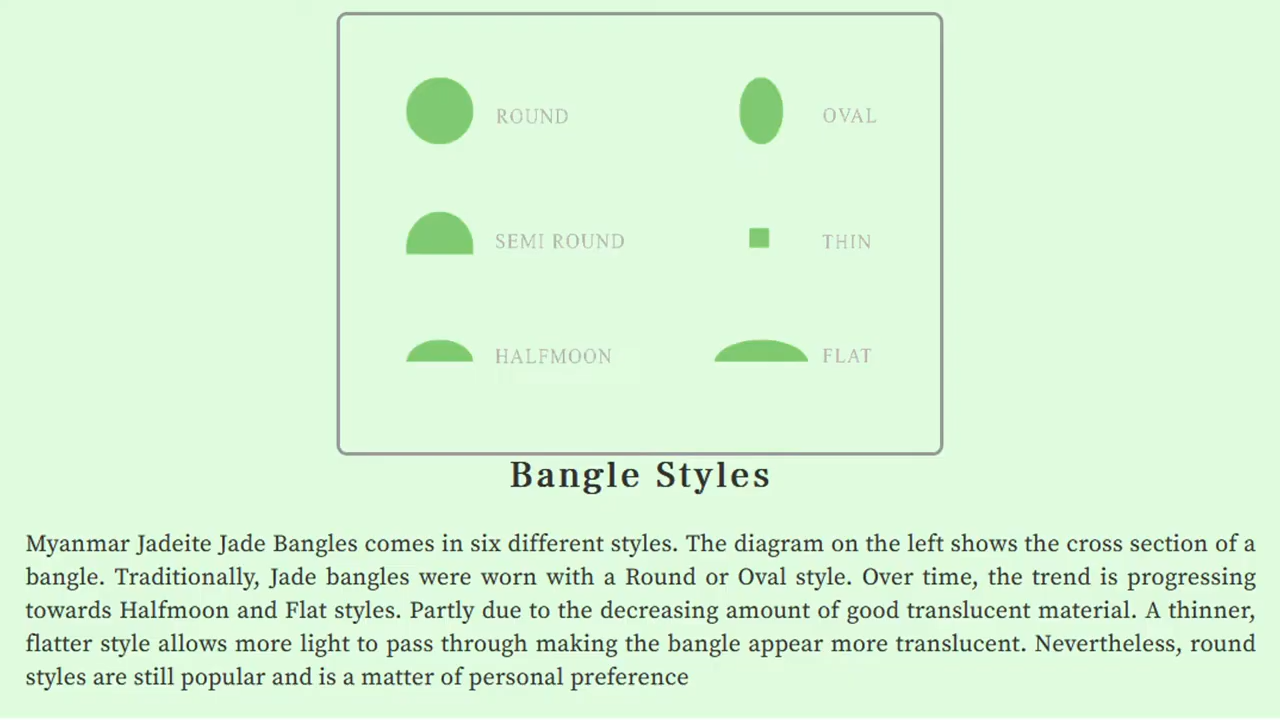 ROUND
OVAL
SEMI ROUND
THIN
HALFMOON
FLAT
Bangle Styles
Myanmar Jadeite Jade Bangles comes in six different styles. The diagram on the left shows the cross section of a
bangle. Traditionally, Jade bangles were worn with a Round or Oval style. Over time, the trend is progressing
towards Halfmoon and Flat styles. Partly due to the decreasing amount of good translucent material. A thinner,
flatter style allows more light to pass through making the bangle appear more translucent. Nevertheless, round
styles are still popular and is a matter of personal preference